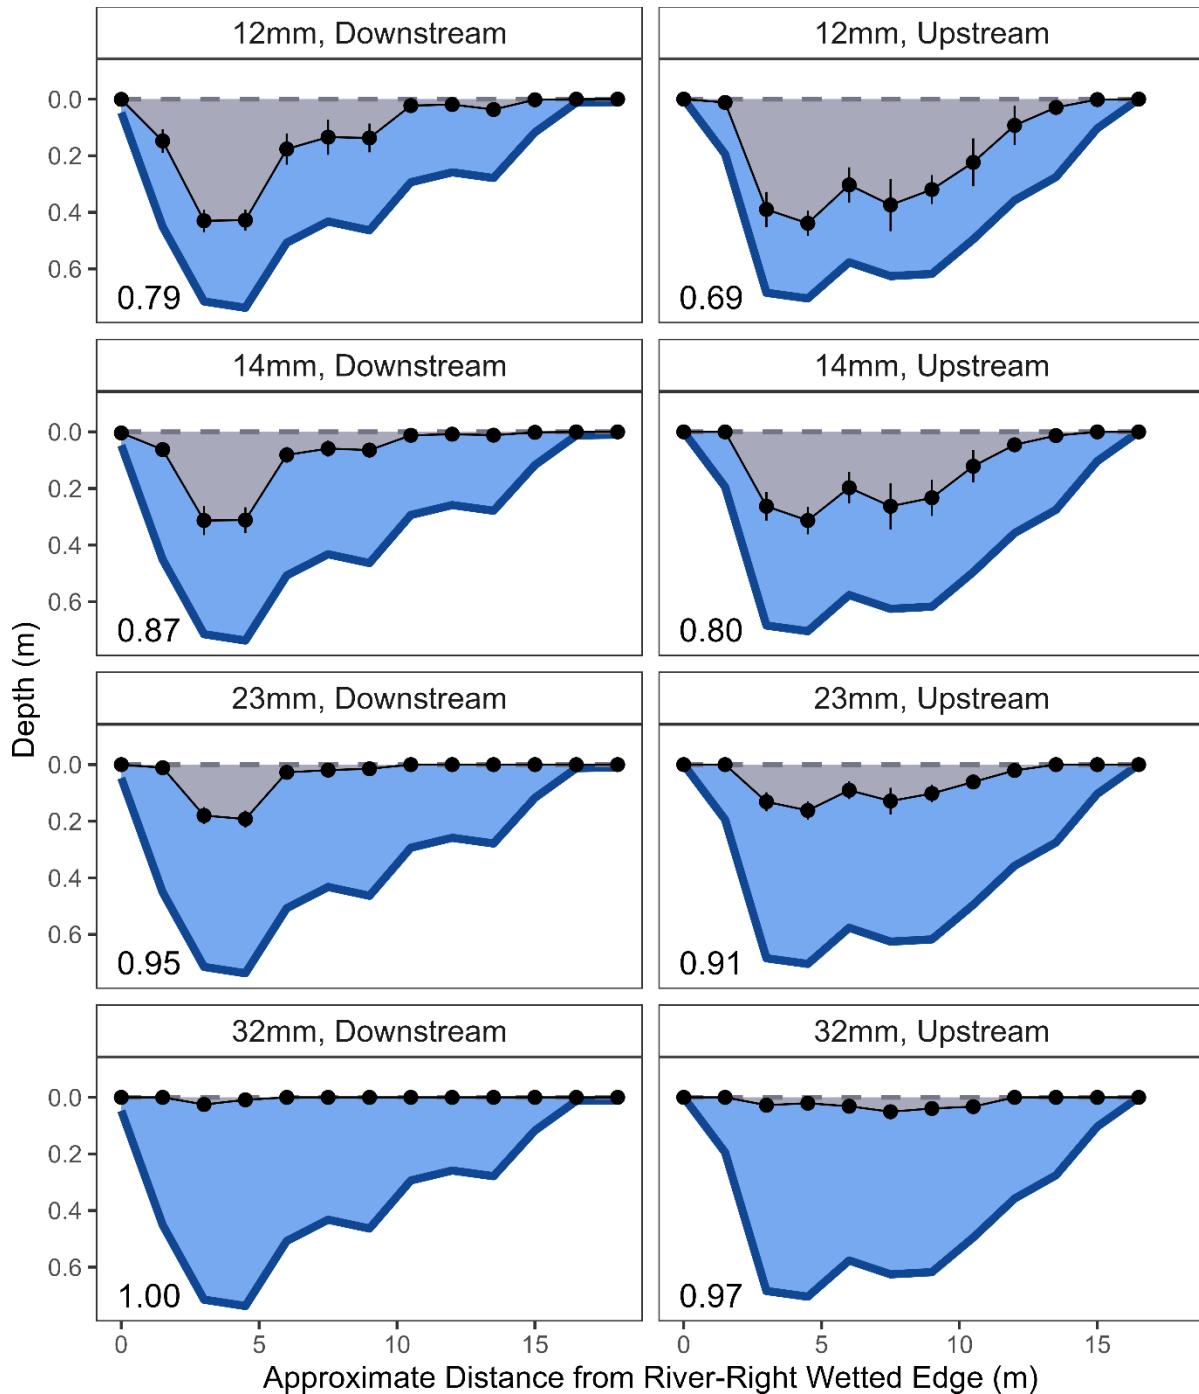 12mm, Downstream
12mm, Upstream
0.0
0.2
0.4
0.6
0.79
0.69
14mm, Downstream
14mm, Upstream
0.0
0.2
0.4
0.6
0.87
0.80
23mm, Downstream
23mm, Upstream
0.0
0.2
0.4
0.6
0.95
0.91
32mm, Downstream
32mm, Upstream
0.0
0.2
0.4
0.6
1.00
0.97
0 5 10 15
0 5 10 15
Depth (m)
Approximate Distance from River-Right Wetted Edge (m)